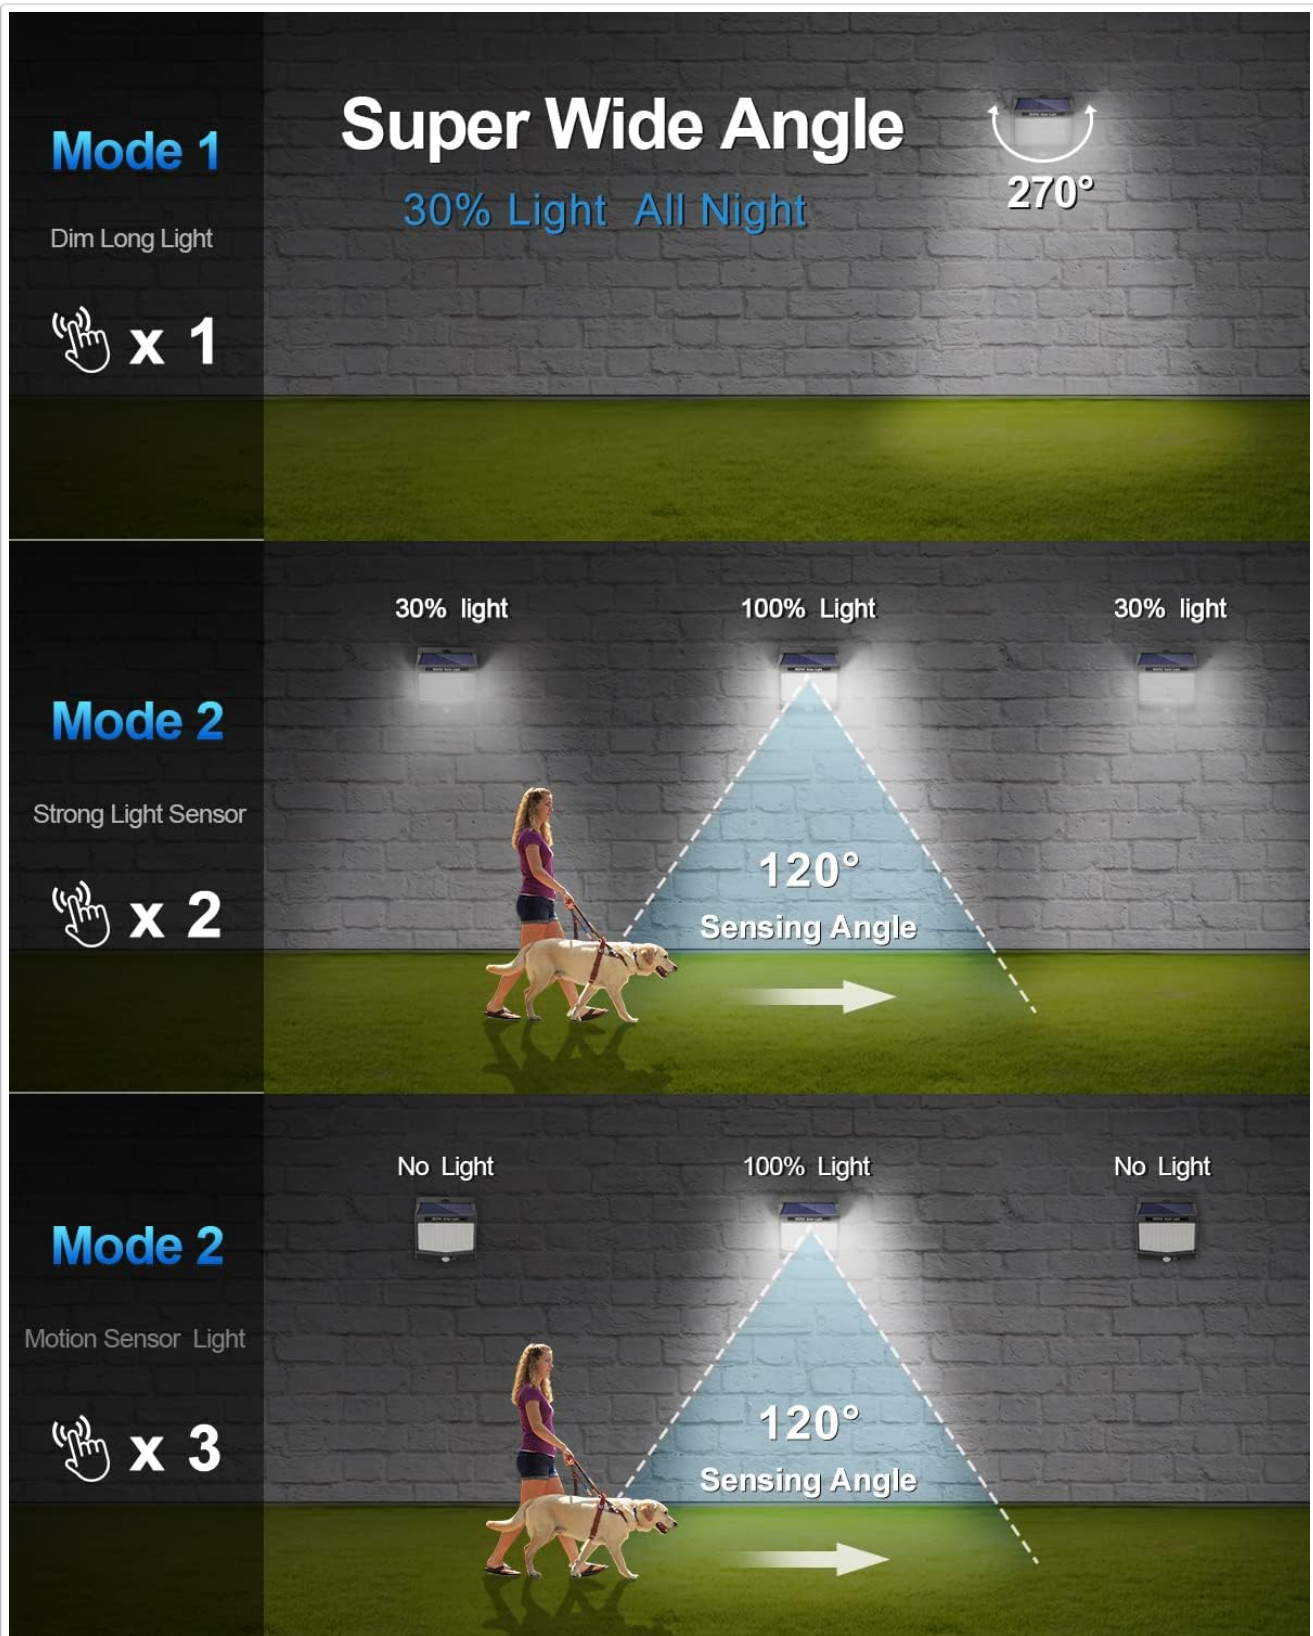 Mode 1
Dim Long Light
x 1
Super Wide Angle
30% Light All Night
270°
Mode 2
Strong Light Sensor
x 2
30% light
100% Light
30% light
120°
Sensing Angle
Mode 2
Motion Sensor Light
x 3
No Light
100% Light
No Light
120°
Sensing Angle